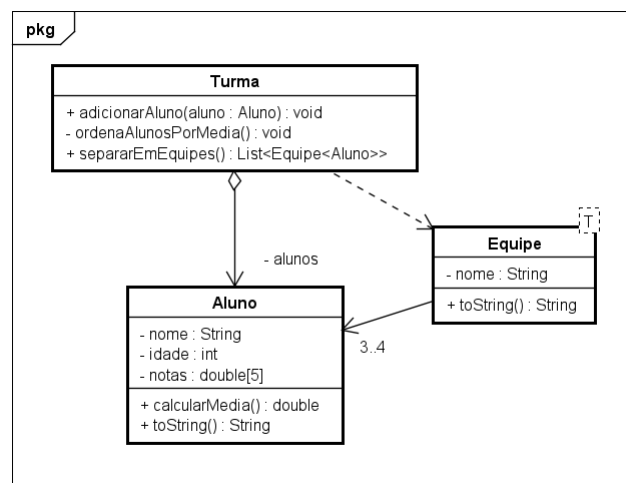 pkg
Turma
+ adicionarAluno(aluno : Aluno) : void
- ordenaAlunosPorMedia() : void
+ separarEmEquipes() : List<Equipe<Aluno>>
T
Equipe
- nome : String
+ toString() : String
- alunos
Aluno
- nome : String
- idade : int
- notas : double[5]
+ calcularMedia() : double
+ toString() : String
3..4